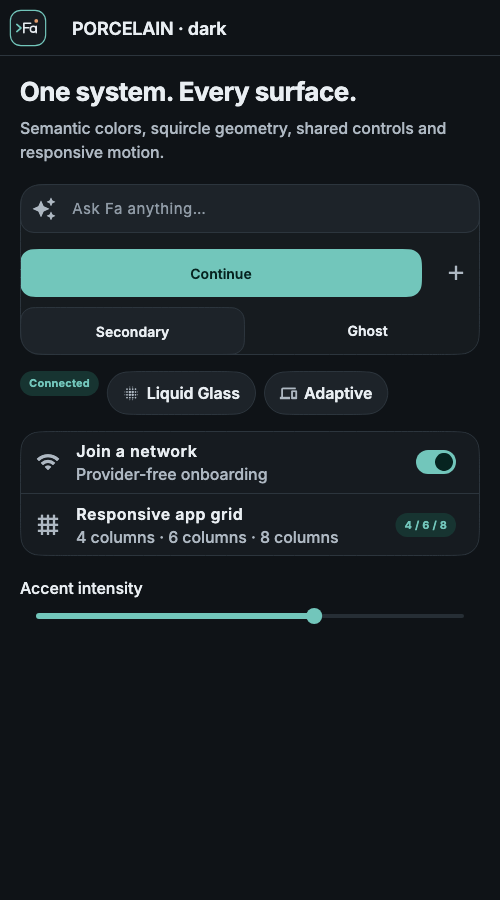 >Fa
PORCELAIN · dark
One system. Every surface.
Semantic colors, squircle geometry, shared controls and
responsive motion.
Ask Fa anything...
Continue
+
Secondary
Ghost
Connected
Liquid Glass
Adaptive
Join a network
Provider-free onboarding
Responsive app grid
4 columns · 6 columns · 8 columns
4 / 6 / 8
Accent intensity